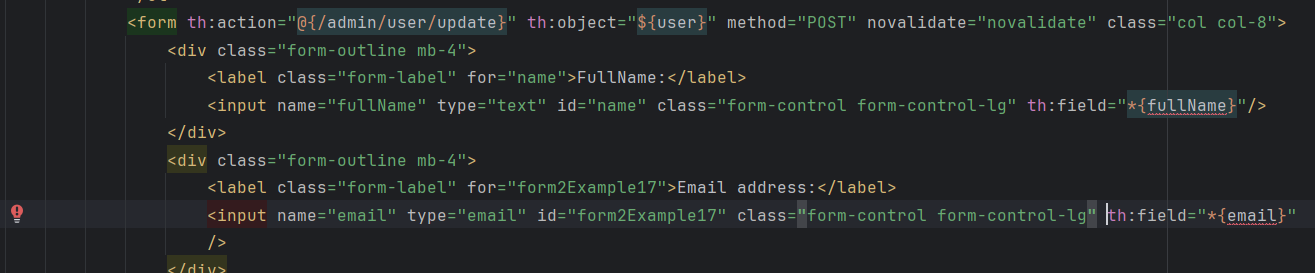 <form th:action="@{/admin/user/update}" th:object="${user}" method="POST" novalidate="novalidate" class="col col-8">
<div class="form-outline mb-4">
<label class="form-label" for="name">FullName:</label>
<input name="fullName" type="text" id="name" class="form-control form-control-lg" th:field="*{fullName}"/>
</div>
<div class="form-outline mb-4">
<label class="form-label" for="form2Example17">Email address:</label>
<input name="email" type="email" id="form2Example17" class="form-control form-control-lg" th:field="*{email}"
/>
</div>